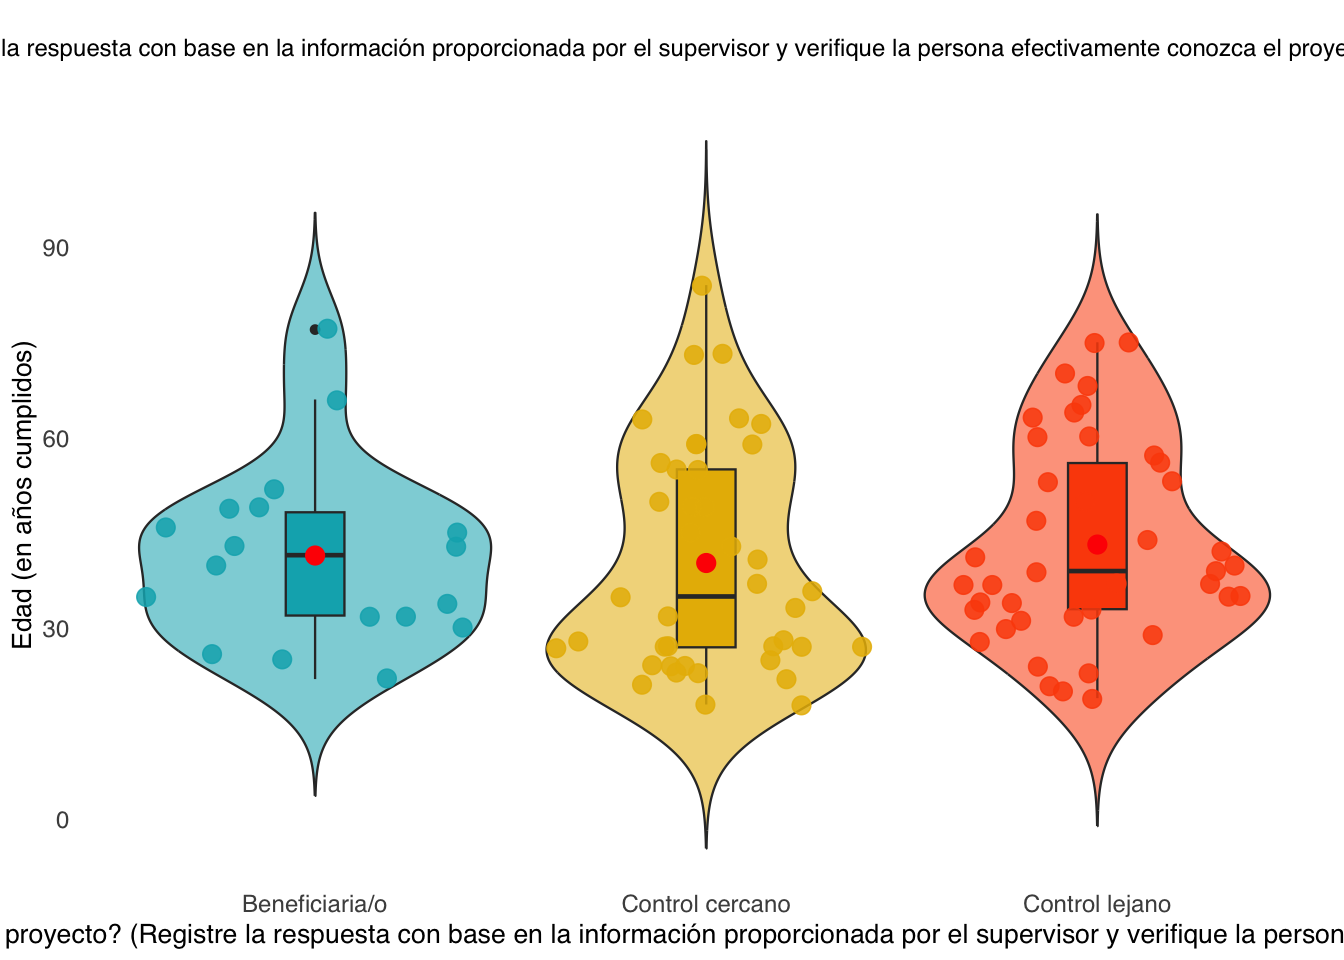 la respuesta con base en la información proporcionada por el supervisor y verifique la persona efectivamente conozca el proye
Edad (en años cumplidos)
90
60
30
0
Beneficiaria/o Control cercano Control lejano
proyecto? (Registre la respuesta con base en la información proporcionada por el supervisor y verifique la person